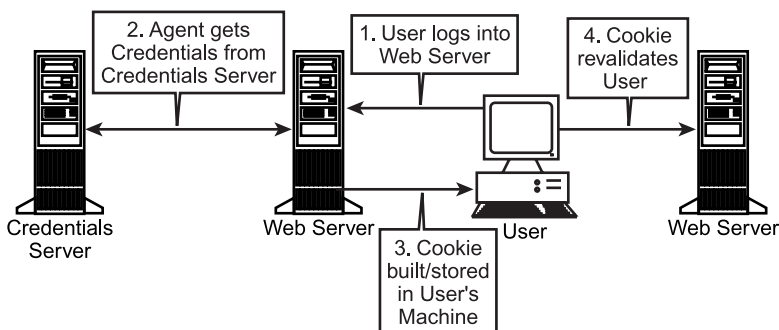 2. Agent gets
Credentials from
Credentials Server
1. User logs into
Web Server
4. Cookie
revalidates
User
Credentials
Server
Web Server
User
Web Server
3. Cookie
built/stored
in User's
Machine